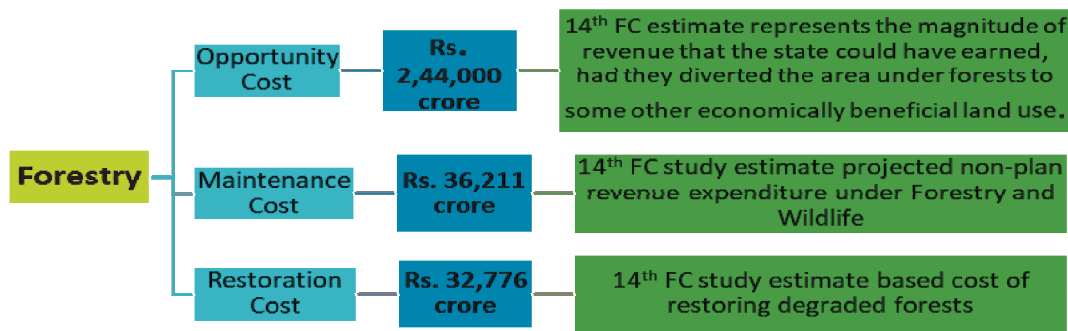 Forestry
Opportunity
Cost
Rs.
2,44,000
crore
14th FC estimate represents the magnitude of
revenue that the state could have earned,
had they diverted the area under forests to
some other economically beneficial land use.
Maintenance
Cost
Rs. 36,211
crore
14th FC study estimate projected non-plan
revenue expenditure under Forestry and
Wildlife
Restoration
Cost
Rs. 32,776
crore
14th FC study estimate based cost of
restoring degraded forests